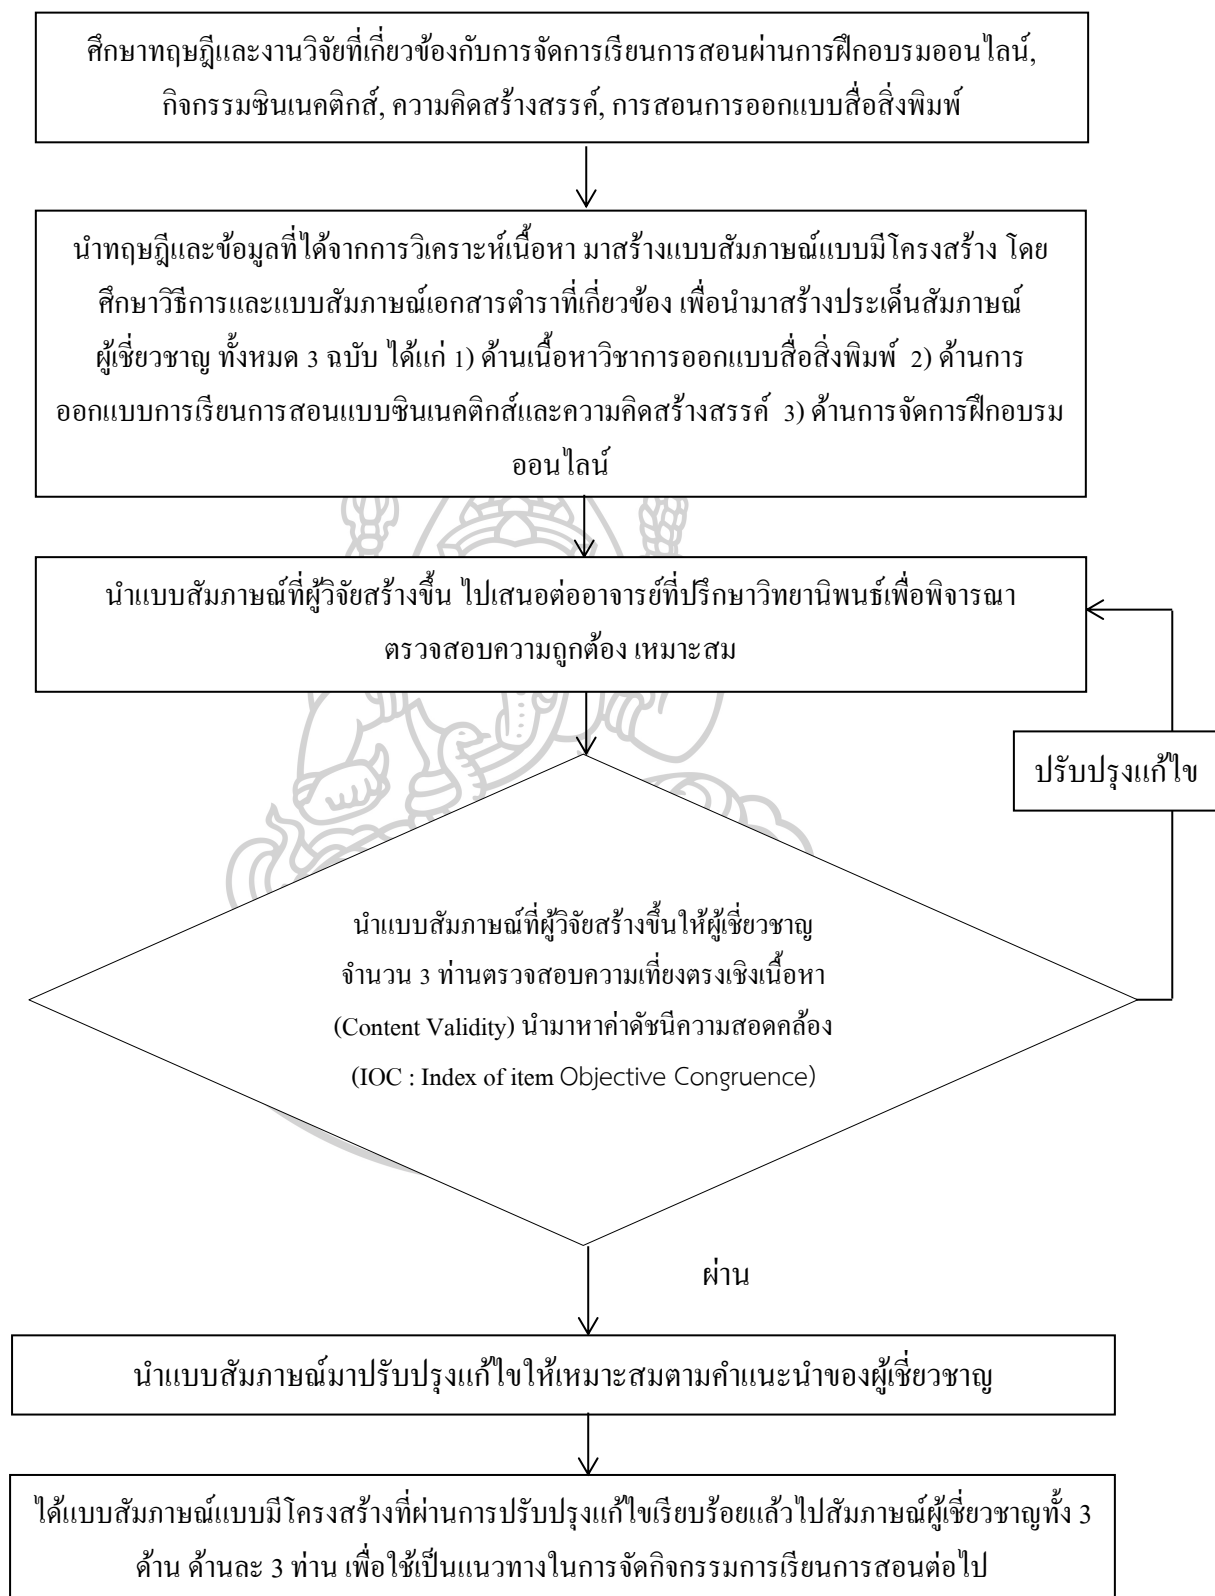 ศึกษาทฤษฎีและงานวิจัยที่เกี่ยวข้องกับการจัดการเรียนการสอนผ่านการฝึกอบรมออนไลน์,
กิจกรรมซินเนคติกส์, ความคิดสร้างสรรค์, การสอนการออกแบบสื่อสิ่งพิมพ์
นำทฤษฎีและข้อมูลที่ได้จากการวิเคราะห์เนื้อหา มาสร้างแบบสัมภาษณ์แบบมีโครงสร้าง โดย
ศึกษาวิธีการและแบบสัมภาษณ์เอกสารตำราที่เกี่ยวข้อง เพื่อนำมาสร้างประเด็นสัมภาษณ์
ผู้เชี่ยวชาญ ทั้งหมด 3 ฉบับ ได้แก่ 1) ด้านเนื้อหาวิชาการออกแบบสื่อสิ่งพิมพ์ 2) ด้านการ
ออกแบบการเรียนการสอนแบบซินเนคติกส์และความคิดสร้างสรรค์ 3) ด้านการจัดการฝึกอบรม
ออนไลน์
นำแบบสัมภาษณ์ที่ผู้วิจัยสร้างขึ้น ไปเสนอต่ออาจารย์ที่ปรึกษาวิทยานิพนธ์เพื่อพิจารณา
ตรวจสอบความถูกต้อง เหมาะสม
ปรับปรุงแก้ไข
นำแบบสัมภาษณ์ที่ผู้วิจัยสร้างขึ้นให้ผู้เชี่ยวชาญ
จำนวน 3 ท่านตรวจสอบความเที่ยงตรงเชิงเนื้อหา
(Content Validity) นำมาหาค่าดัชนีความสอดคล้อง
(IOC : Index of item Objective Congruence)
ผ่าน
นำแบบสัมภาษณ์มาปรับปรุงแก้ไขให้เหมาะสมตามคำแนะนำของผู้เชี่ยวชาญ
ได้แบบสัมภาษณ์แบบมีโครงสร้างที่ผ่านการปรับปรุงแก้ไขเรียบร้อยแล้วไปสัมภาษณ์ผู้เชี่ยวชาญทั้ง 3
ด้าน ด้านละ 3 ท่าน เพื่อใช้เป็นแนวทางในการจัดกิจกรรมการเรียนการสอนต่อไป